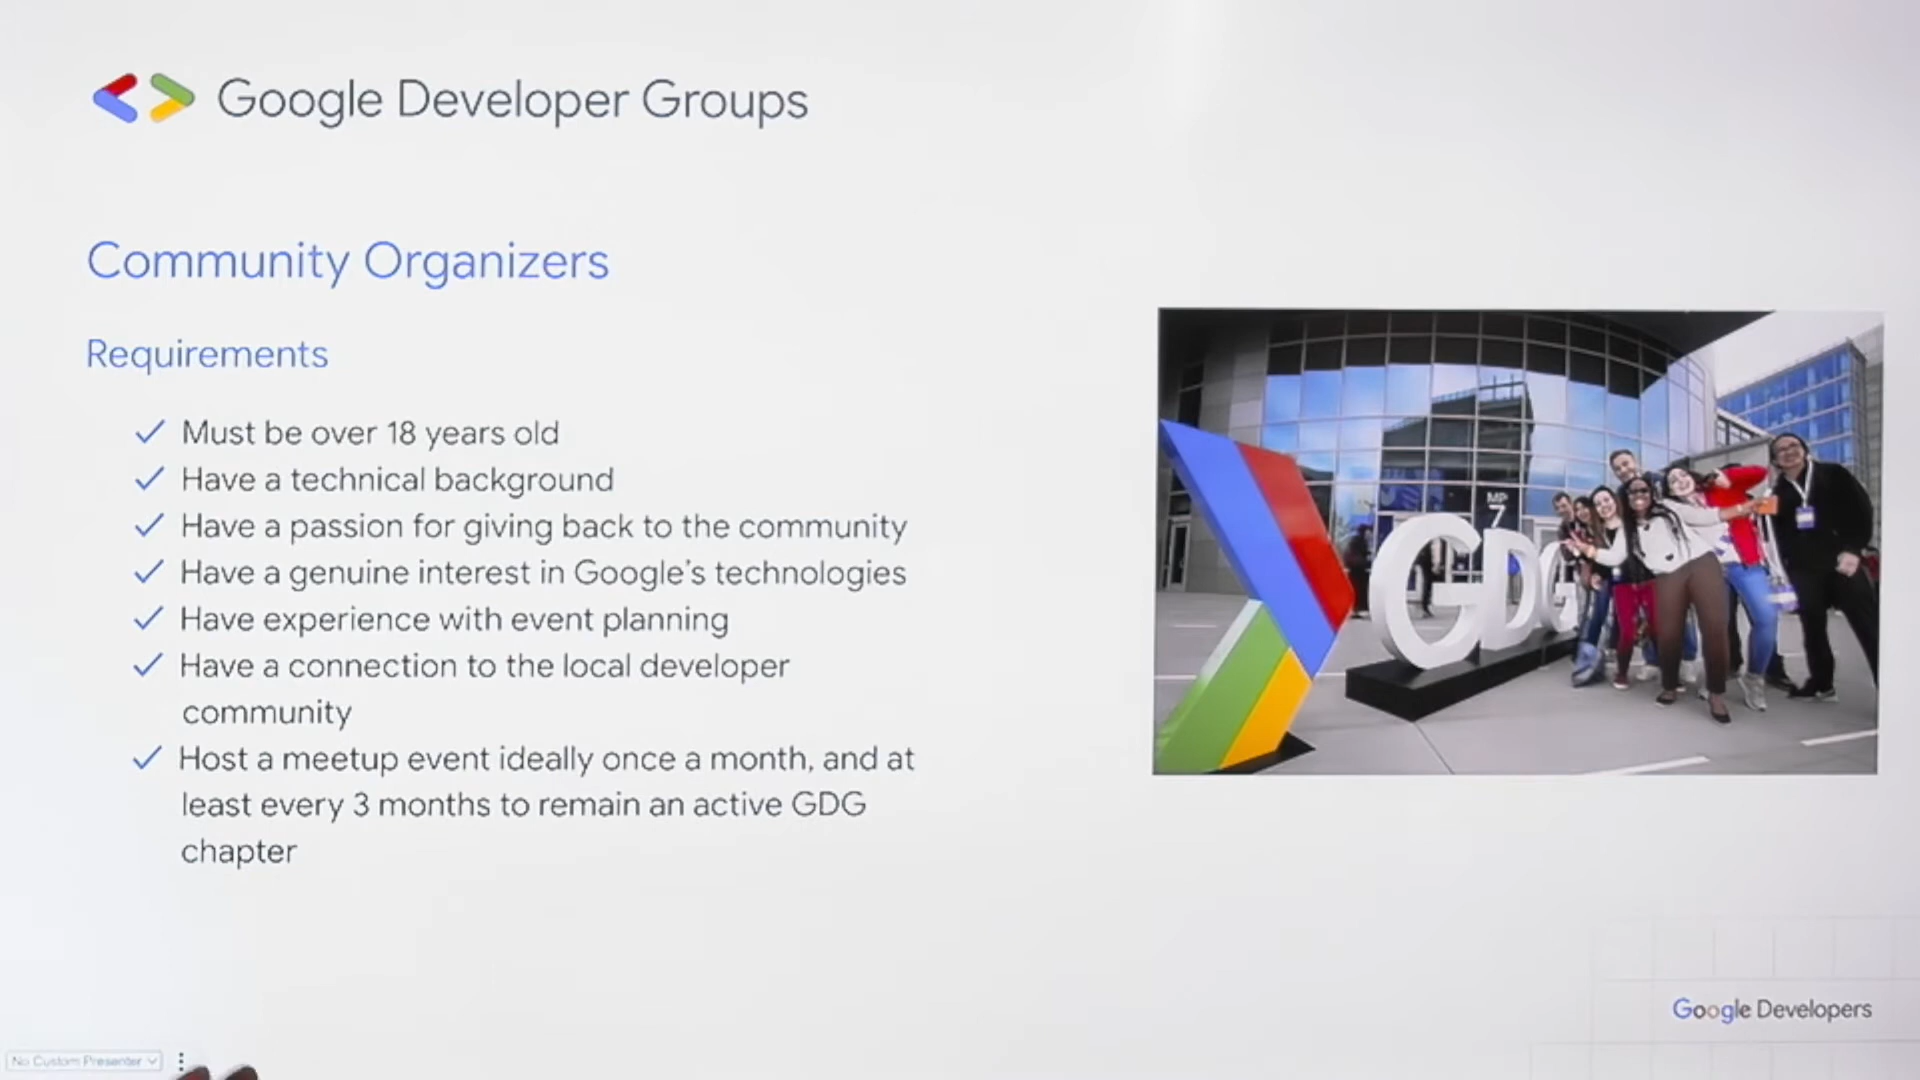 Google Developer Groups
Community Organizers
Requirements
Must be over 18 years old
Have a technical background
Have a passion for giving back to the community
Have a genuine interest in Google's technologies
Have experience with event planning
Have a connection to the local developer
community
Host a meetup event ideally once a month, and at
least every 3 months to remain an active GDG
chapter
MP
7
GDG
Google Developers
No Custom Presenter